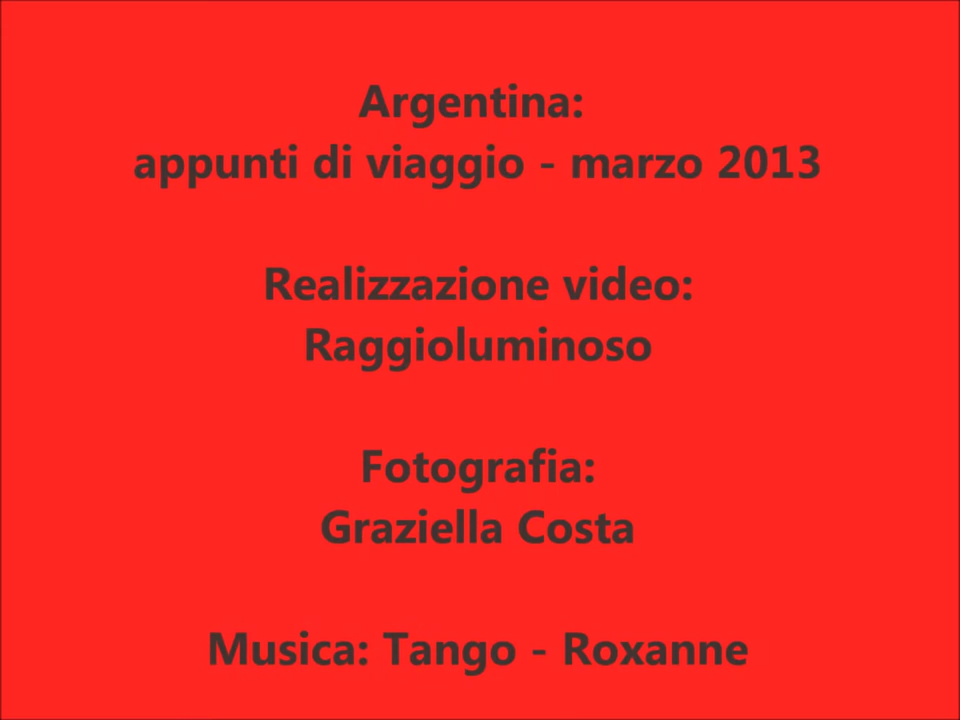 Argentina:
appunti di viaggio - marzo 2013
Realizzazione video:
Raggioluminoso
Fotografia:
Graziella Costa
Musica: Tango - Roxanne